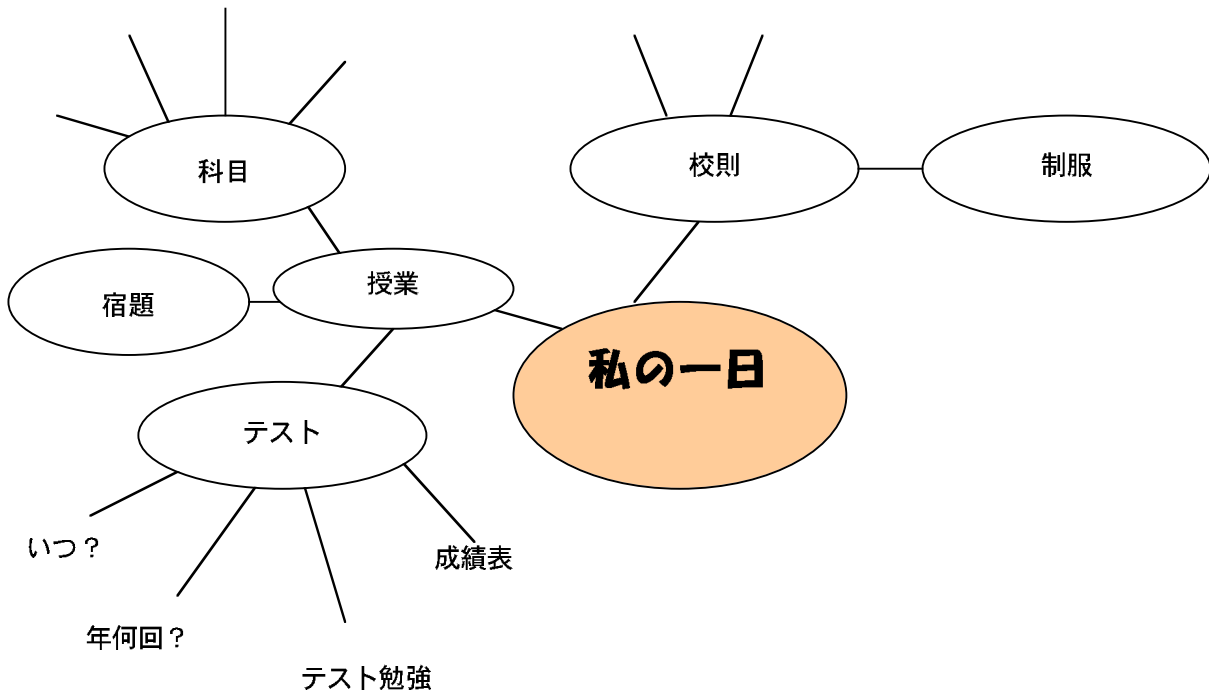 科目
校則
制服
宿題
授業
私の一日
テスト
いつ？
年何回？
テスト勉強
成績表